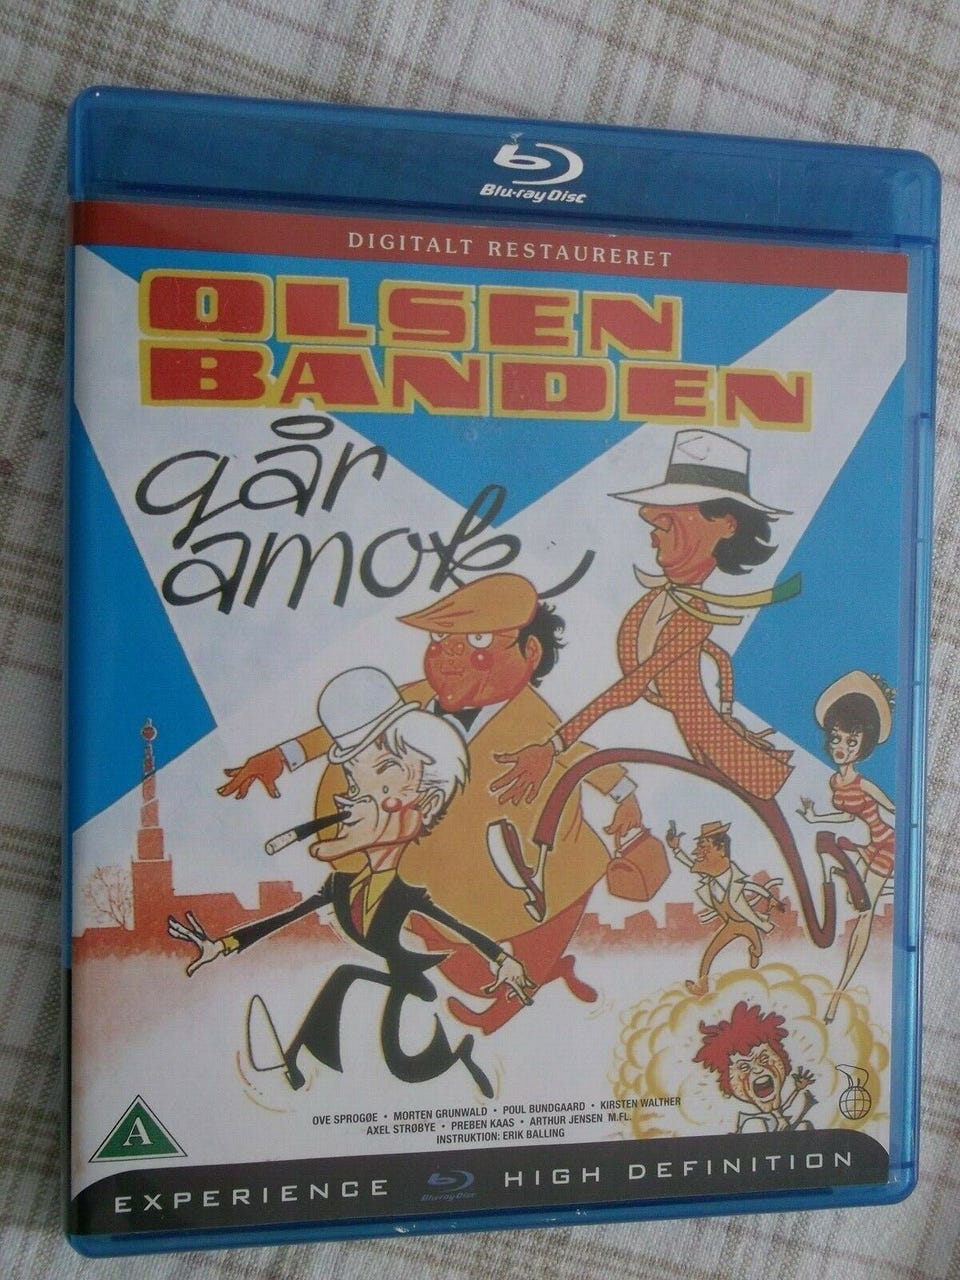 Blu-ray Disc
DIGITALT RESTAURERET
OLSEN
BANDEN
går
amok
OVE SPROGØE • MORTEN GRUNWALD • POUL BUNDGAARD • KIRSTEN WALTHER
AXEL STRØBYE • PREBEN KAAS • ARTHUR JENSEN M.FL.
INSTRUKTION: ERIK BALLING
A
EXPERIENCE Blu-ray Disc HIGH DEFINITION